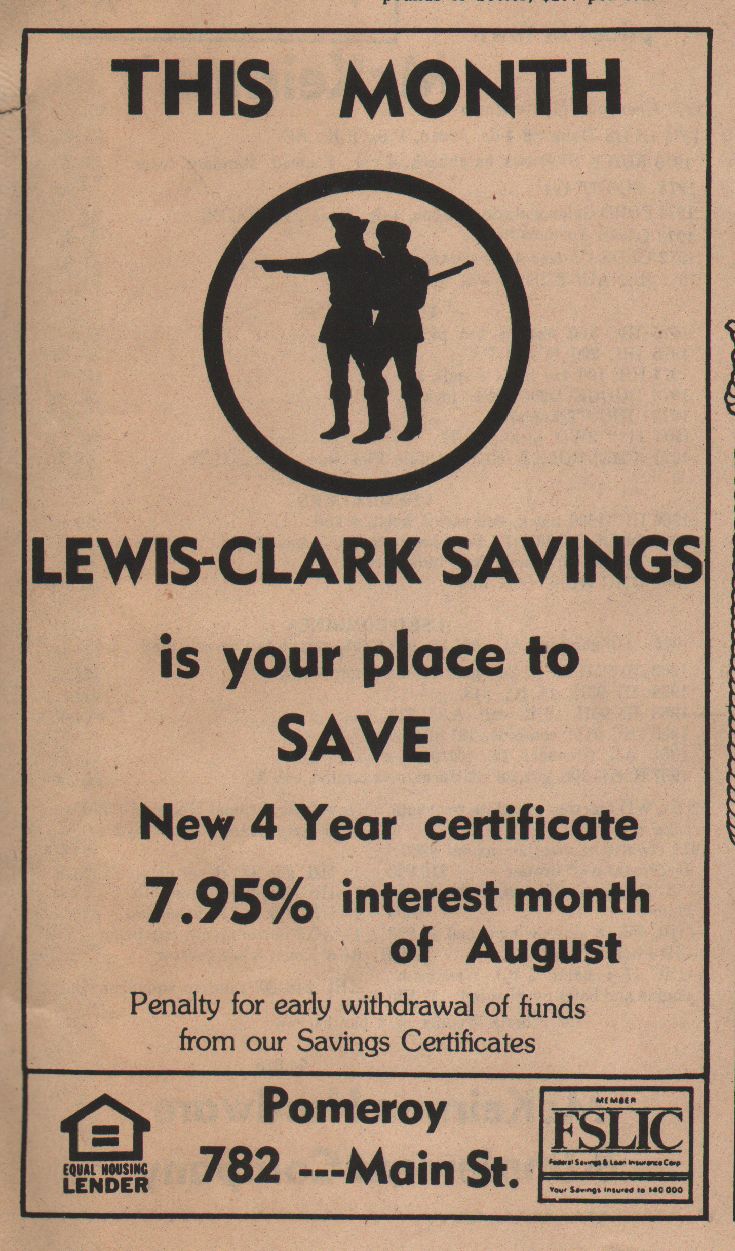 THIS MONTH
LEWIS-CLARK SAVINGS
is your place to
SAVE
New 4 Year certificate
7.95% interest month
of August
Penalty for early withdrawal of funds
from our Savings Certificates
EQUAL HOUSING
LENDER
Pomeroy
782 ---Main St.
MEMBER
FSLIC
Federal Savings & Loan Insurance Corp
Your Savings Insured to $40 000